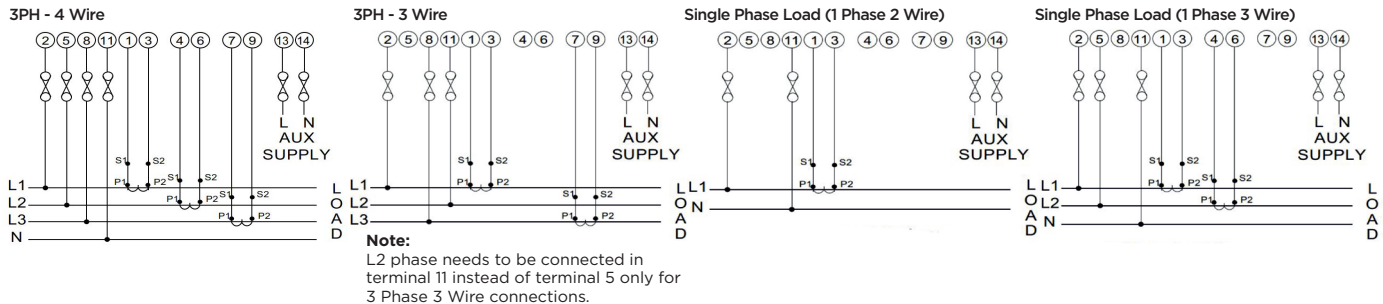 3PH - 4 Wire
2 5 8 11 1 3 4 6 7 9 13 14
L N
AUX
SUPPLY
S1 S2
S1 S2
S1 S2
P1 P2
P1 P2
P1 P2
L1
L2
L3
N
LOAD
3PH - 3 Wire
2 5 8 11 1 3 4 6 7 9 13 14
L N
AUX
SUPPLY
S1 S2
S1 S2
P1 P2
P1 P2
L1
L2
L3
LOAD
Note:
L2 phase needs to be connected in
terminal 11 instead of terminal 5 only for
3 Phase 3 Wire connections.
Single Phase Load (1 Phase 2 Wire)
2 5 8 11 1 3 4 6 7 9 13 14
L N
AUX
SUPPLY
S1 S2
P1 P2
L1
N
Single Phase Load (1 Phase 3 Wire)
2 5 8 11 1 3 4 6 7 9 13 14
L N
AUX
SUPPLY
S1 S2
S1 S2
P1 P2
P1 P2
L1
L2
N
LOAD
LOAD